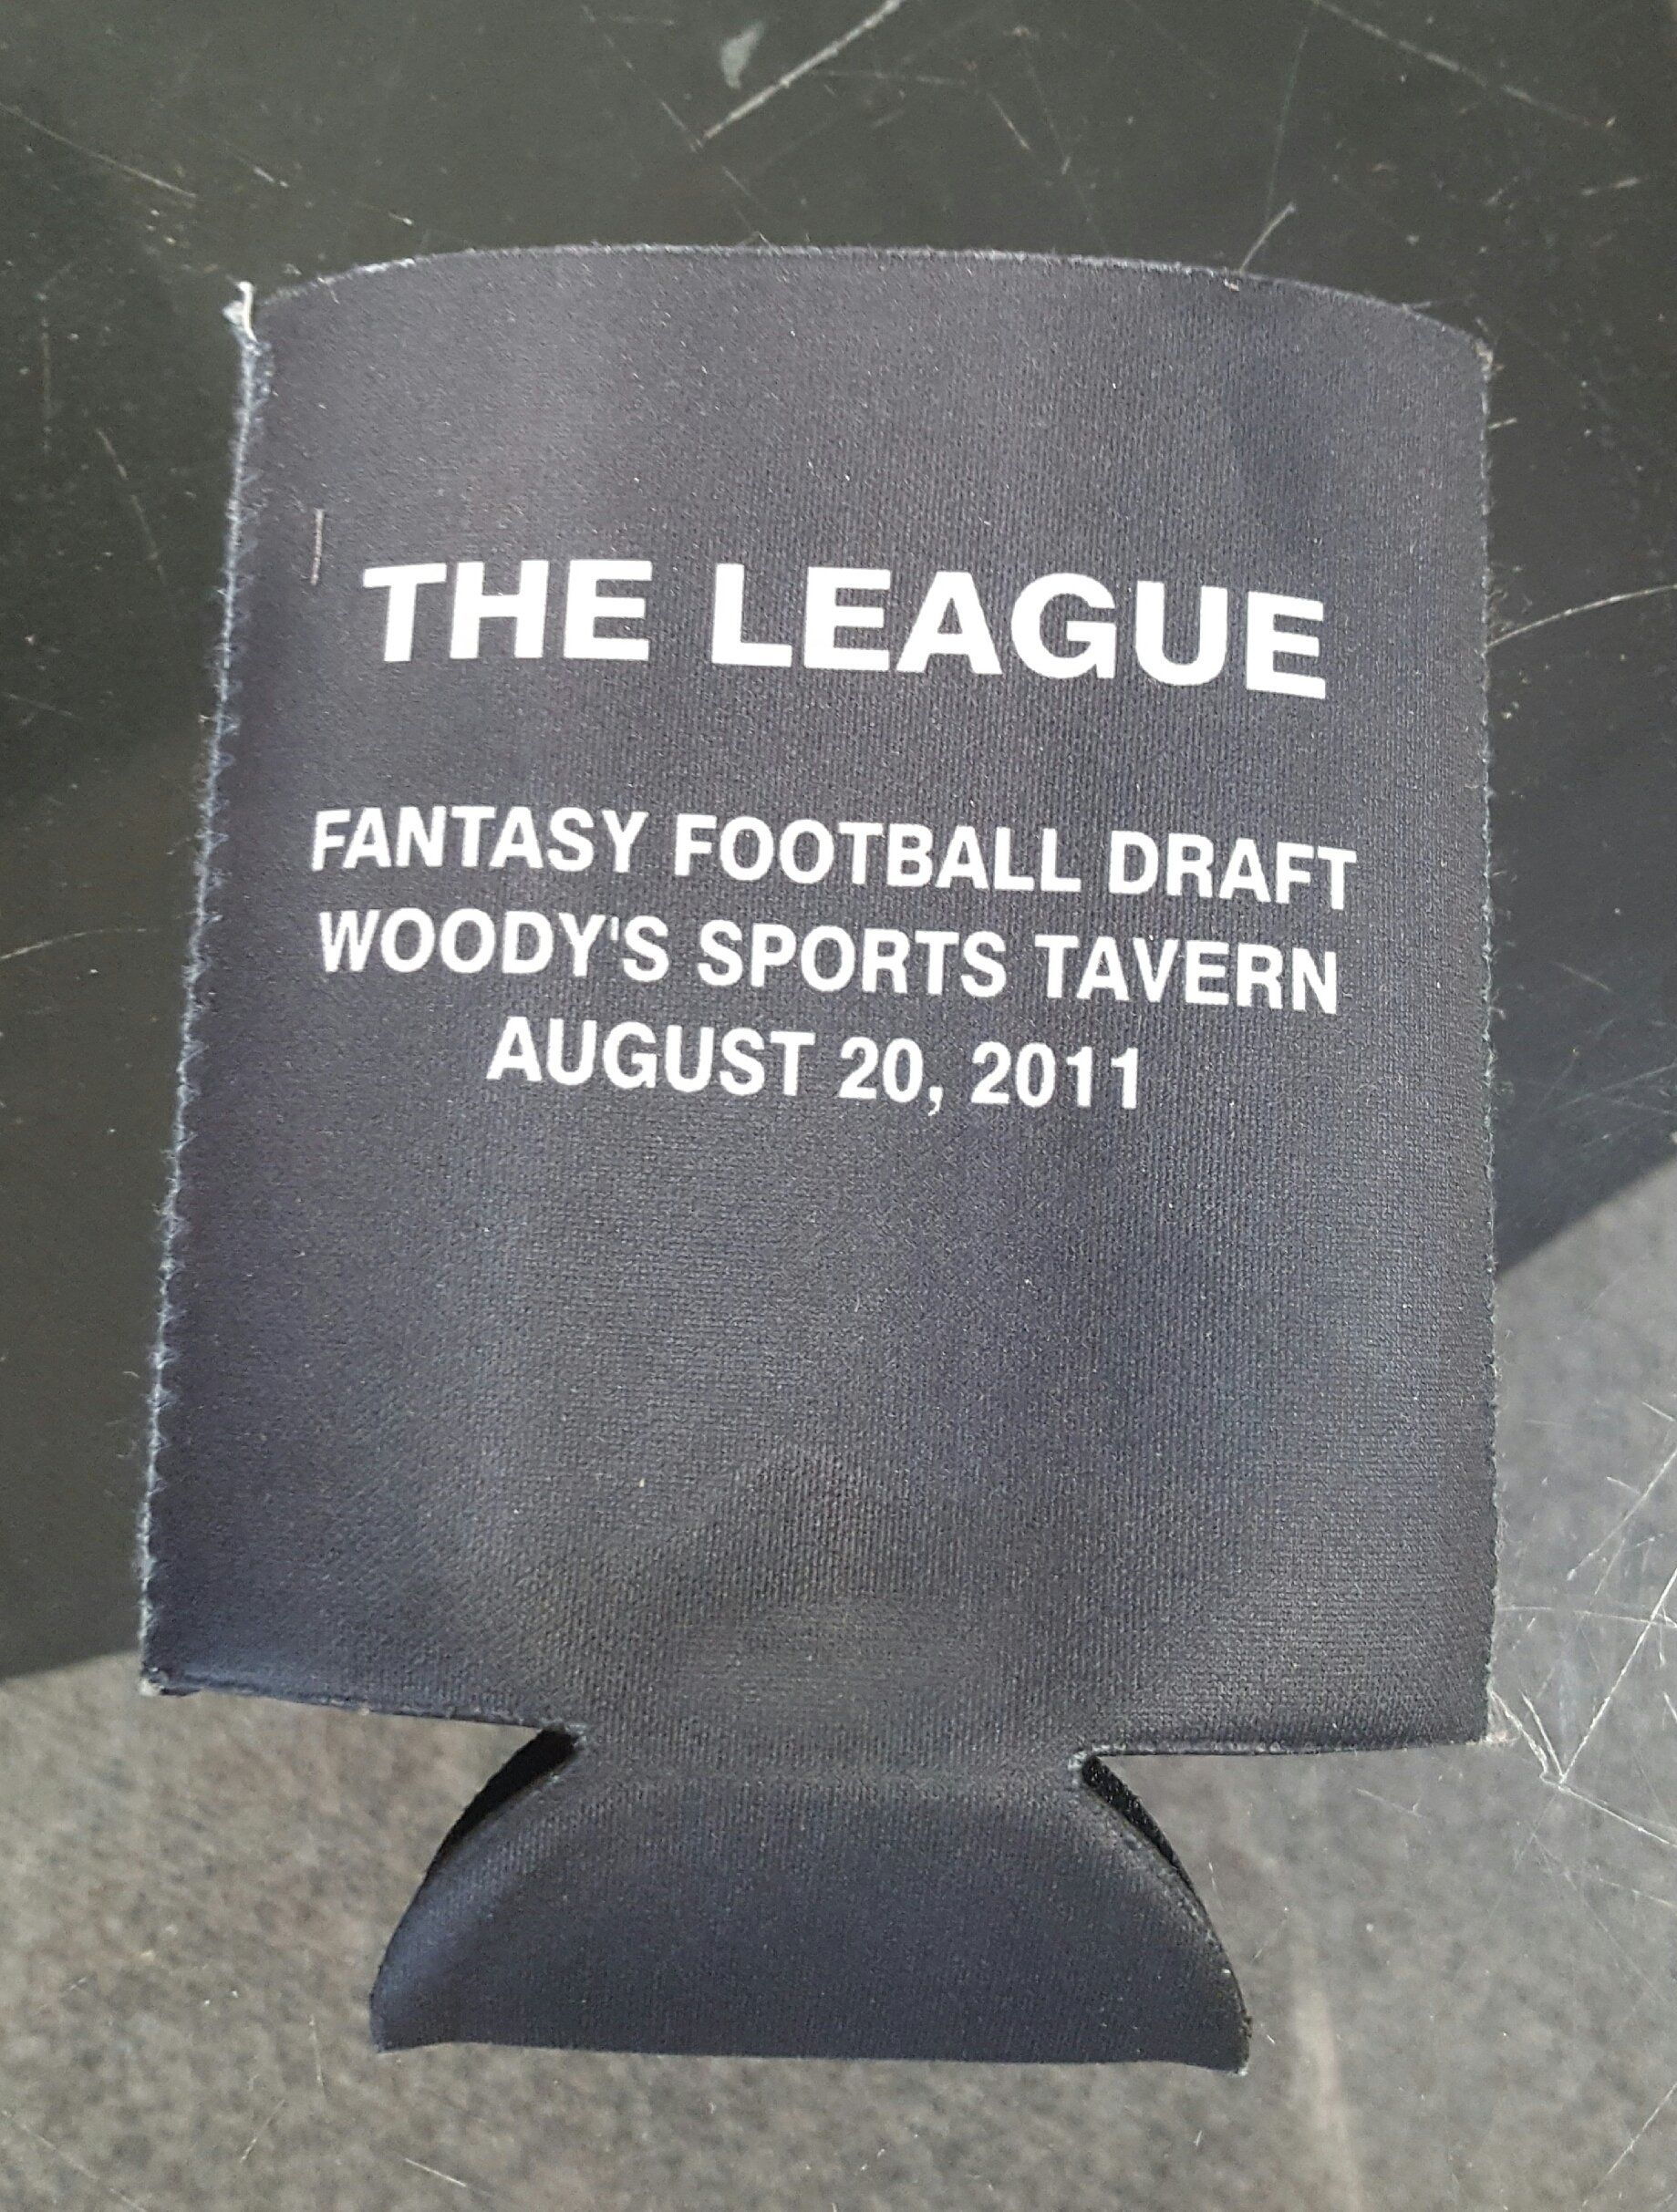 THE LEAGUE
FANTASY FOOTBALL DRAFT
WOODY'S SPORTS TAVERN
AUGUST 20, 2011